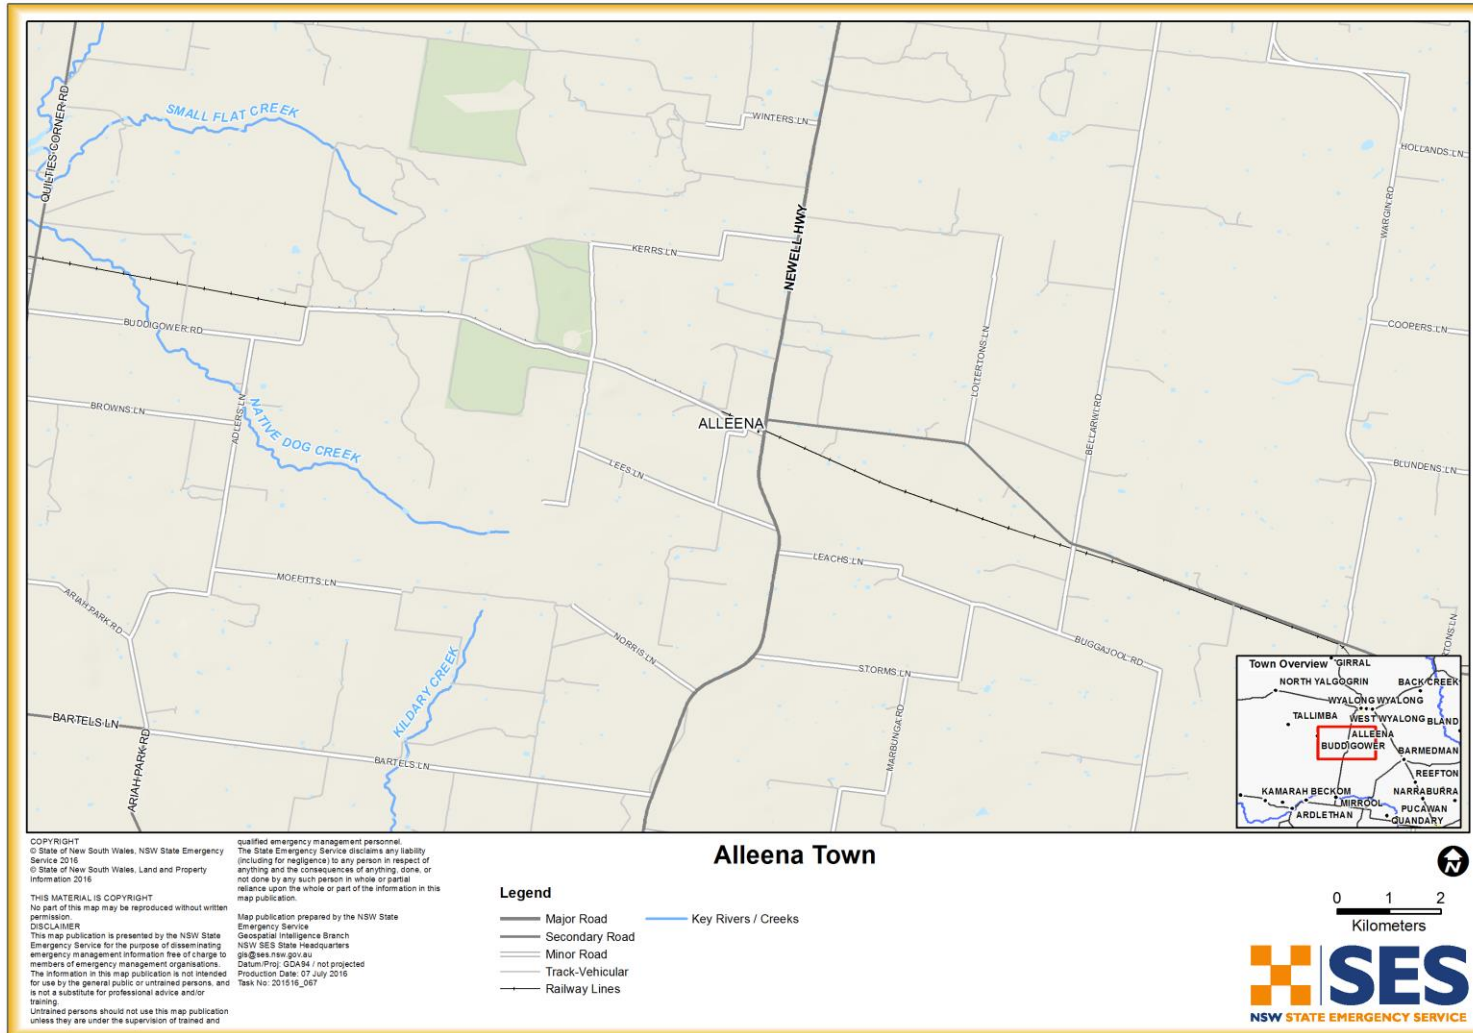 QUILTIES CORNER RD
SMALL FLAT CREEK
WINTERS LN
HOLLANDS LN
WARGIN RD
NEWELL HWY
KERRS LN
BUDDIGOWER RD
COOPERS LN
LOITERTONS LN
BROWNS LN
ADLERS LN
NATIVE DOG CREEK
ALLEENA
BELLARWI RD
LEES LN
BLUNDENS LN
LEACHS LN
MOFFITTS LN
ARIAH PARK RD
NORRIS LN
BUGGAJOOL RD
STORMS LN
RTONS LN
KILDARY CREEK
MARBUNGA RD
BARTELS LN
ARIAH PARK RD
BARTELS LN
Town Overview
GIRRAL
NORTH YALGOGRIN
BACK CREEK
WYALONG WYALONG
TALLIMBA
WEST WYALONG
BLAND
ALLEENA
BUDDIGOWER
BARMEDMAN
REEFTON
KAMARAH
BECKOM
NARRABURRA
MIRROOL
PUCAWAN
ARDLETHAN
QUANDARY
COPYRIGHT
© State of New South Wales, NSW State Emergency
Service 2016
© State of New South Wales, Land and Property
Information 2016
THIS MATERIAL IS COPYRIGHT
No part of this map may be reproduced without written
permission.
DISCLAIMER
This map publication is presented by the NSW State
Emergency Service for the purpose of disseminating
emergency management information free of charge to
members of emergency management organisations.
The information in this map publication is not intended
for use by the general public or untrained persons, and
is not a substitute for professional advice and/or
training.
Untrained persons should not use this map publication
unless they are under the supervision of trained and
qualified emergency management personnel.
The State Emergency Service disclaims any liability
(including for negligence) to any person in respect of
anything and the consequences of anything, done, or
not done by any such person in whole or partial
reliance upon the whole or part of the information in this
map publication.
Map publication prepared by the NSW State
Emergency Service
Geospatial Intelligence Branch
NSW SES State Headquarters
gis@ses.nsw.gov.au
Datum/Proj: GDA94 / not projected
Production Date: 07 July 2016
Task No: 201516_067
Alleena Town
Legend
Major Road
Secondary Road
Minor Road
Track-Vehicular
Railway Lines
Key Rivers / Creeks
N
0 1 2
Kilometers
SES
NSW STATE EMERGENCY SERVICE